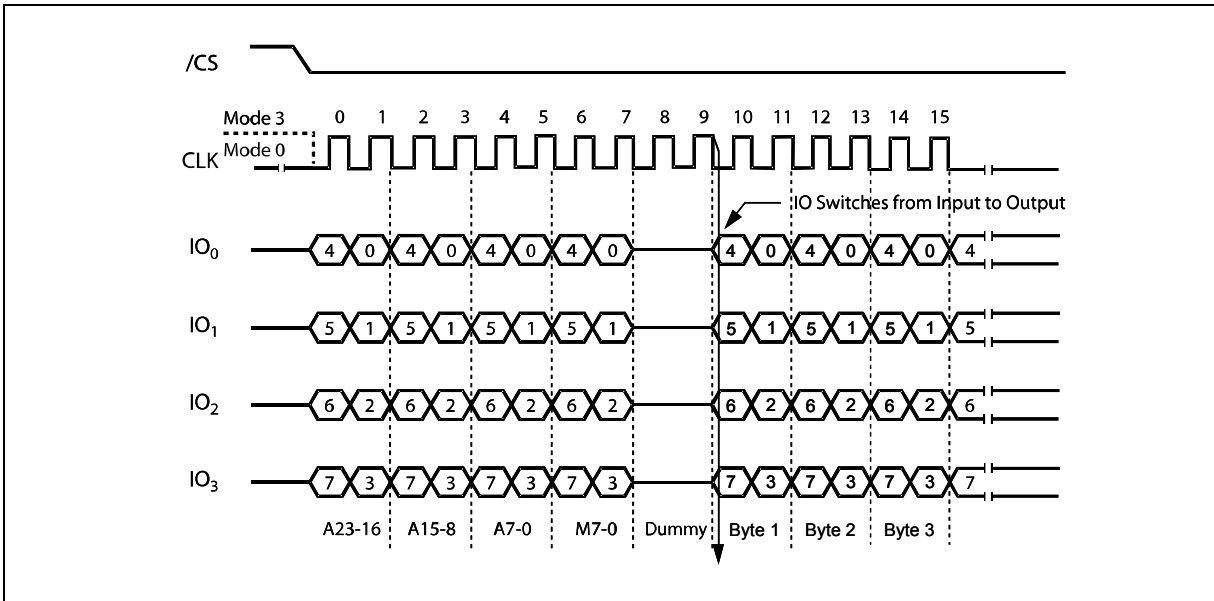 /CS
Mode 3
0 1 2 3 4 5 6 7 8 9 10 11 12 13 14 15
CLK Mode 0
IO Switches from Input to Output
IO0 4 0 4 0 4 0 4 0 4 0 4 0 4 0 4
IO1 5 1 5 1 5 1 5 1 5 1 5 1 5 1 5
IO2 6 2 6 2 6 2 6 2 6 2 6 2 6 2 6
IO3 7 3 7 3 7 3 7 3 7 3 7 3 7 3 7
A23-16 A15-8 A7-0 M7-0 Dummy Byte 1 Byte 2 Byte 3